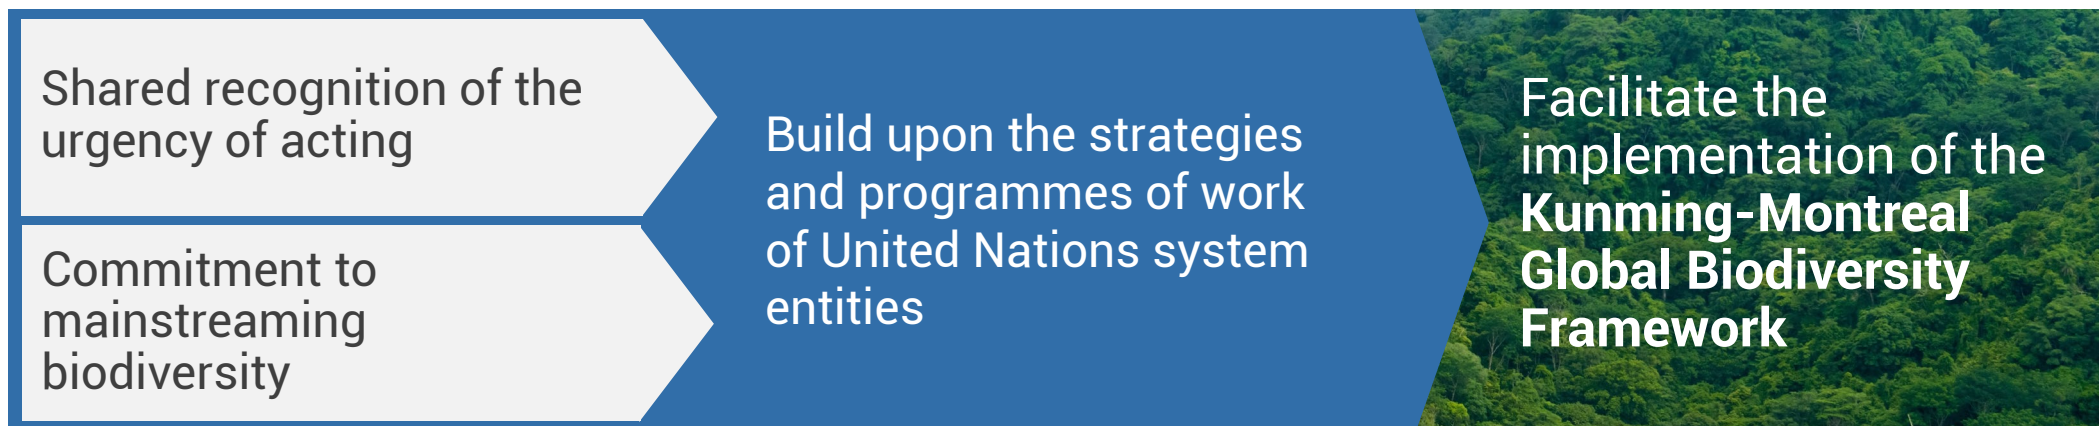 Shared recognition of the
urgency of acting
Commitment to
mainstreaming
biodiversity
Build upon the strategies
and programmes of work
of United Nations system
entities
Facilitate the
implementation of the
Kunming-Montreal
Global Biodiversity
Framework